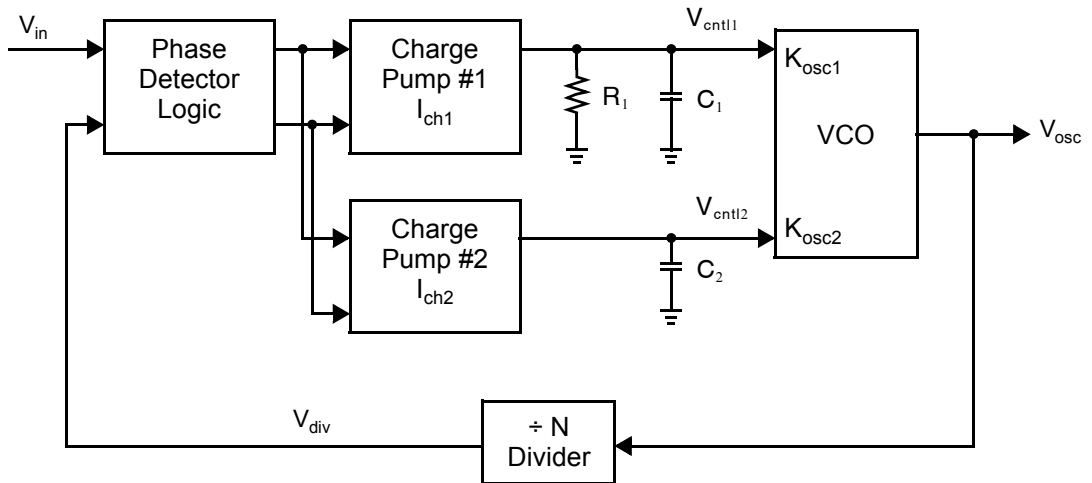 V_in
Phase
Detector
Logic
Charge
Pump #1
I_ch1
R_1
C_1
V_cntl1
K_osc1
VCO
K_osc2
V_osc
Charge
Pump #2
I_ch2
V_cntl2
C_2
V_div
÷ N
Divider